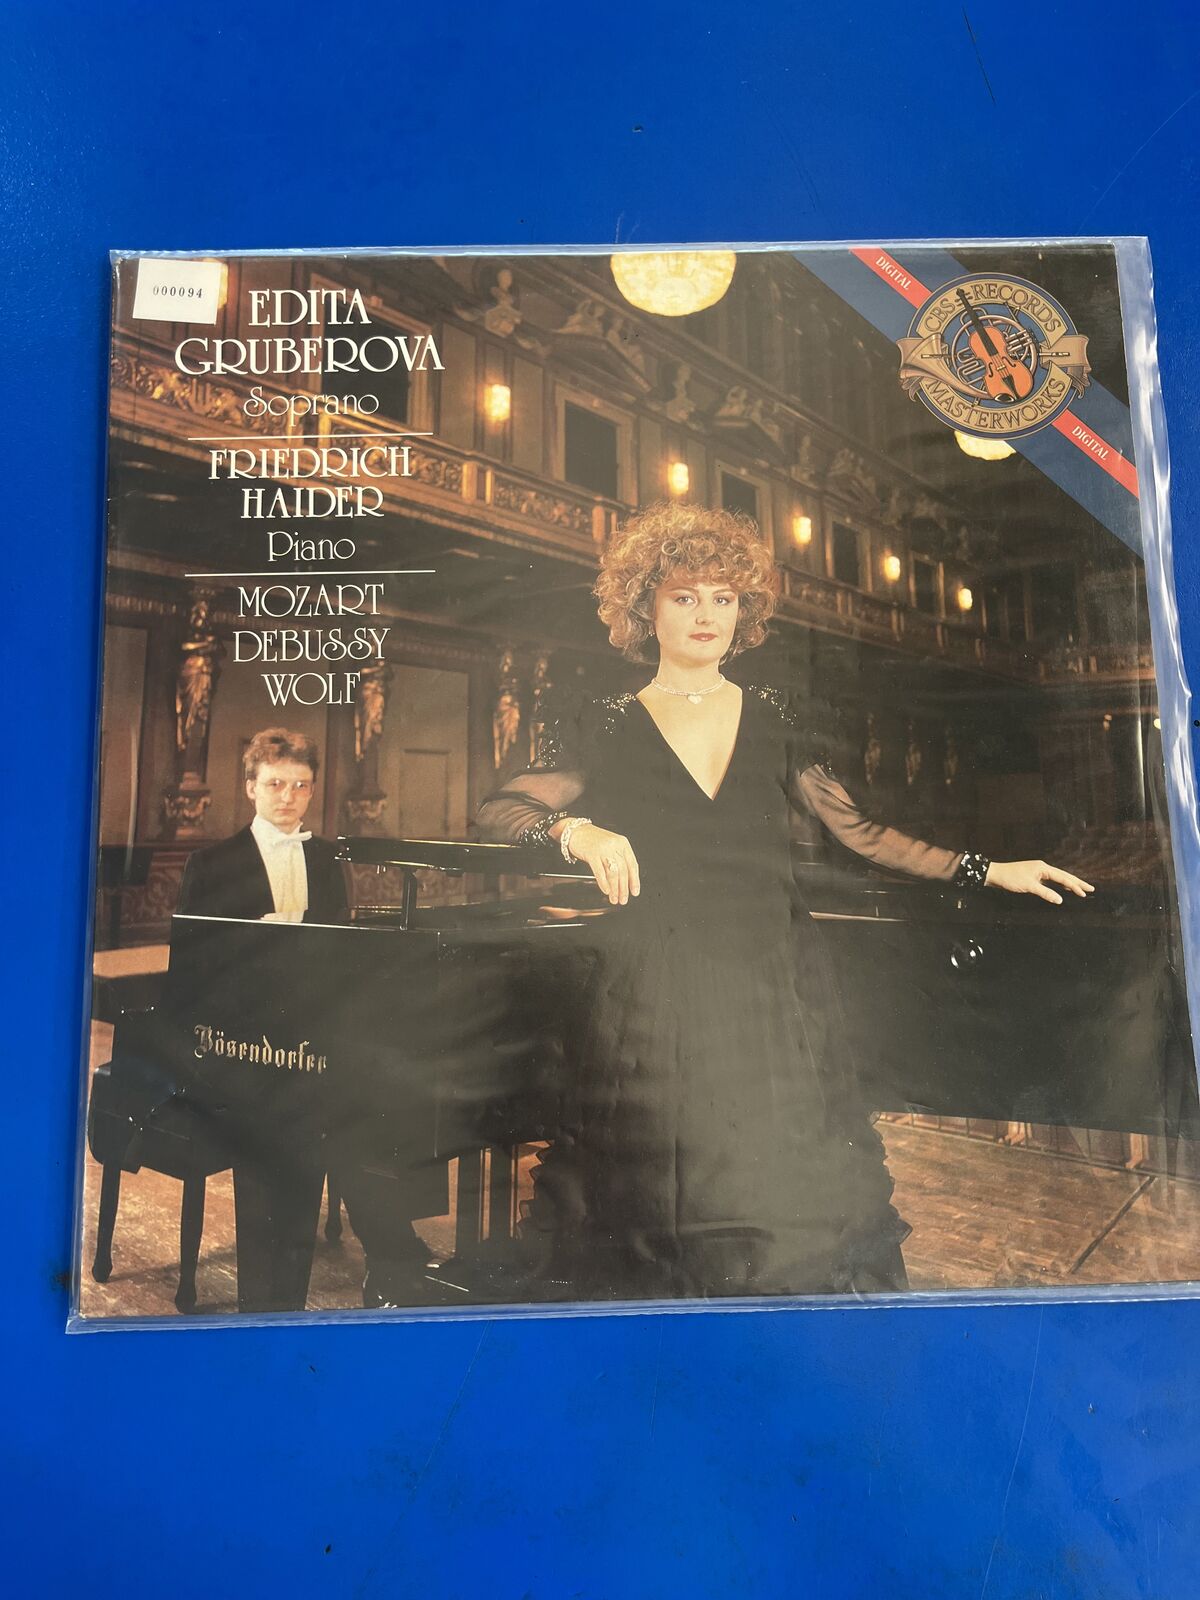 000094
EDITA
GRUBEROVA
Soprano
FRIEDRICH
HAIDER
Piano
MOZART
DEBUSSY
WOLF
DIGITAL
CBS RECORDS
MASTERWORKS
DIGITAL
Bösendorfer